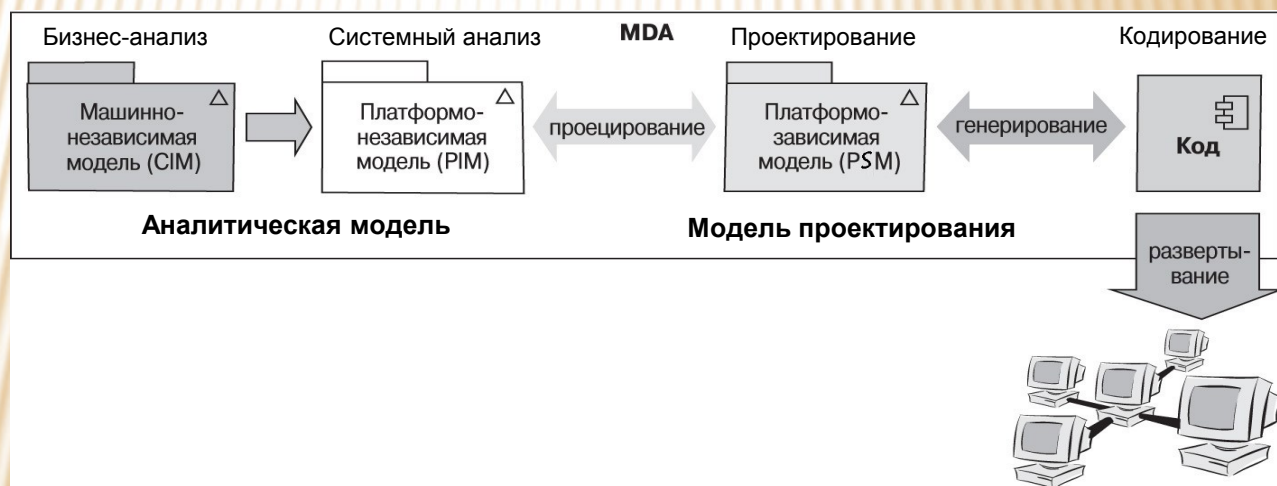 Бизнес-анализ
Системный анализ
MDA
Проектирование
Кодирование
Машинно-
независимая
модель (CIM)
Платформо-
независимая
модель (PIM)
проецирование
Платформо-
зависимая
модель (PSM)
генерирование
Код
Аналитическая модель
Модель проектирования
разверты-
вание